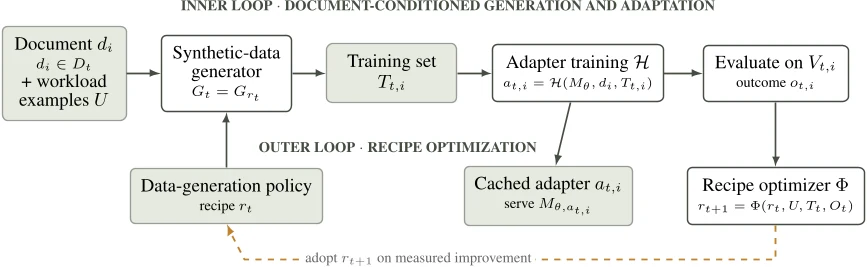 INNER LOOP · DOCUMENT-CONDITIONED GENERATION AND ADAPTATION
Document d_i
d_i ∈ D_t
+ workload
examples U
Synthetic-data
generator
G_t = G_{r_t}
Training set
T_{t,i}
Adapter training ℋ
a_{t,i} = ℋ(M_θ, d_i, T_{t,i})
Evaluate on V_{t,i}
outcome o_{t,i}
OUTER LOOP · RECIPE OPTIMIZATION
Data-generation policy
recipe r_t
Cached adapter a_{t,i}
serve M_{θ,a_{t,i}}
Recipe optimizer Φ
r_{t+1} = Φ(r_t, U, T_t, O_t)
adopt r_{t+1} on measured improvement